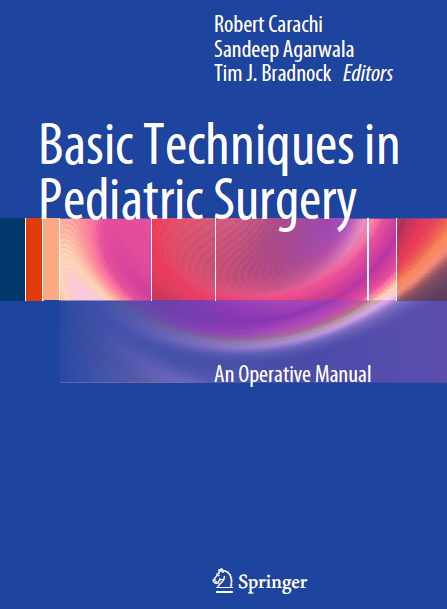 Robert Carachi
Sandeep Agarwala
Tim J. Bradnock Editors
Basic Techniques in
Pediatric Surgery
An Operative Manual
Springer